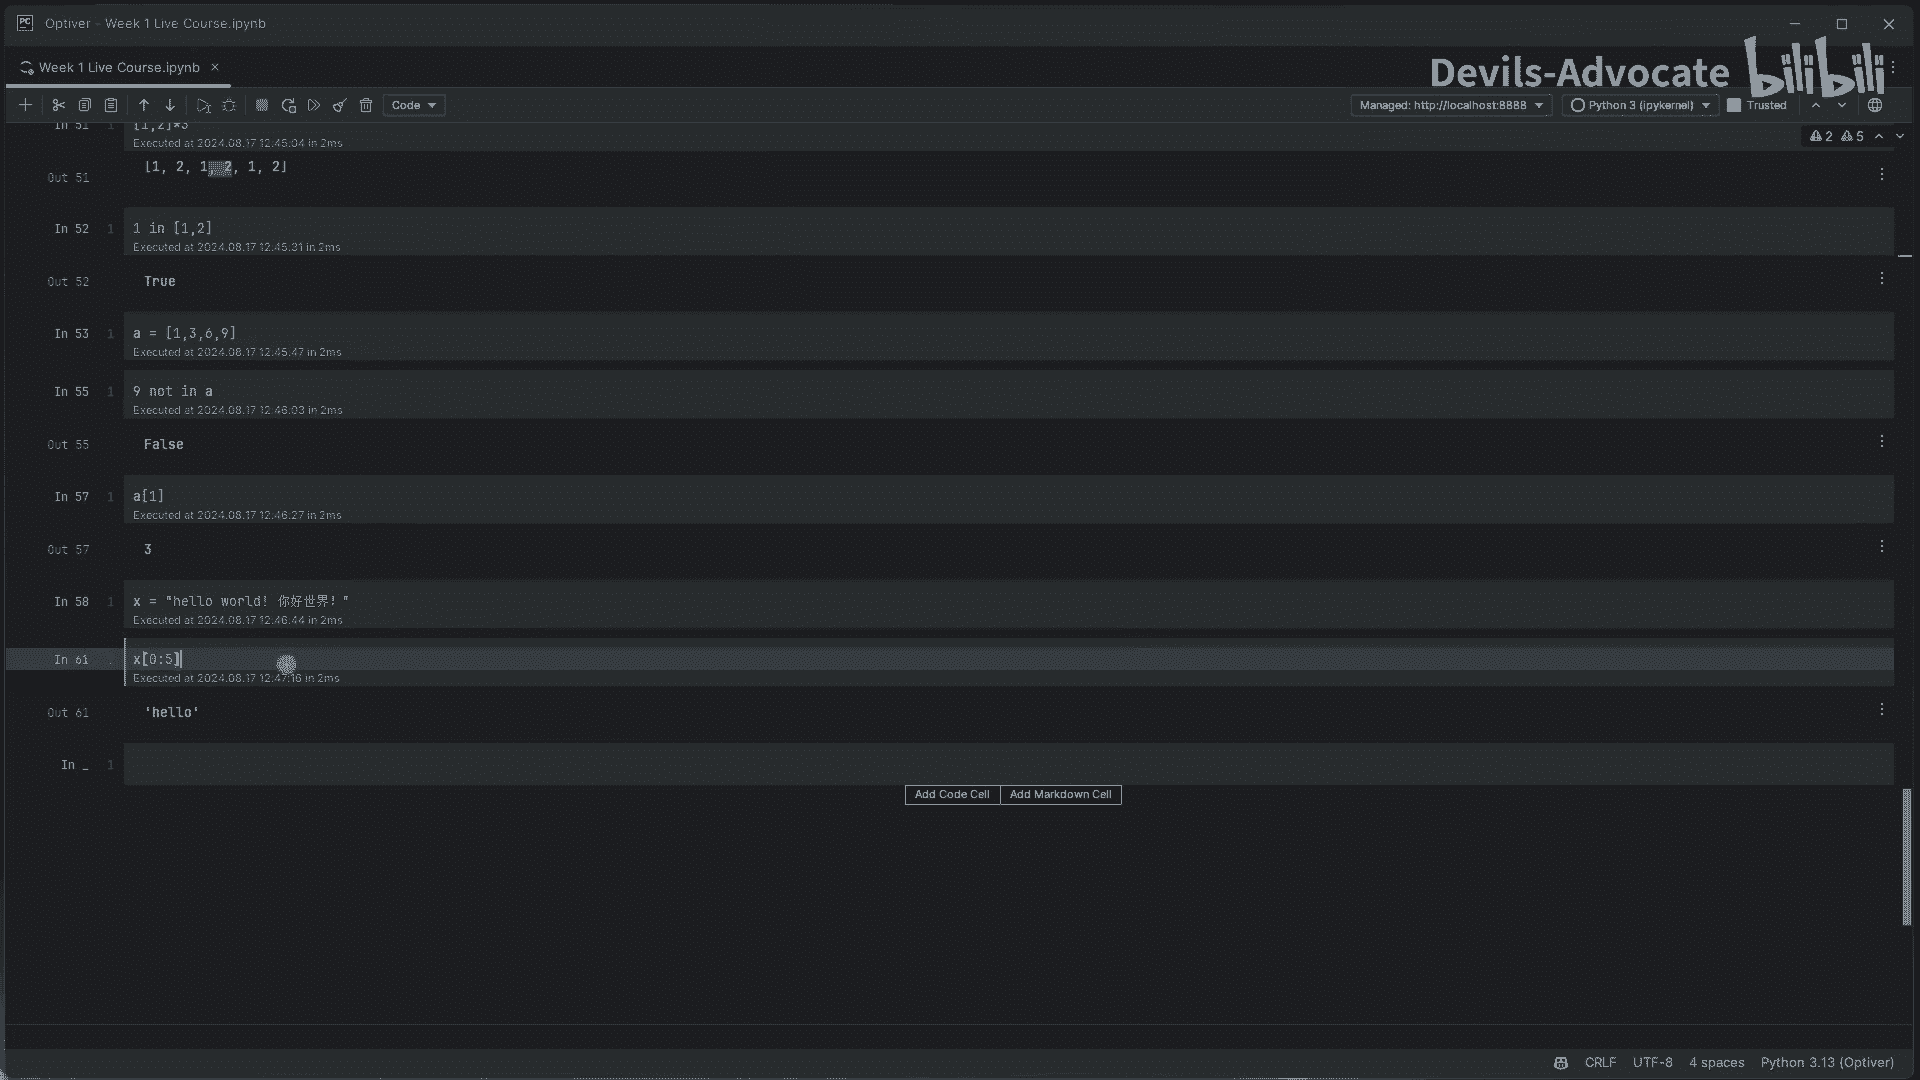 Optiver – Week 1 Live Course.ipynb
Week 1 Live Course.ipynb
Devils-Advocate bilibili
Code
Managed: http://localhost:8888
Python 3 (ipykernel)
Trusted
2 5
In 51 1 [1,2]*3
Executed at 2024.08.17 12:45:04 in 2ms
Out 51 [1, 2, 1, 2, 1, 2]
In 52 1 1 in [1,2]
Executed at 2024.08.17 12:45:31 in 2ms
Out 52 True
In 53 1 a = [1,3,6,9]
Executed at 2024.08.17 12:45:47 in 2ms
In 55 1 9 not in a
Executed at 2024.08.17 12:46:03 in 2ms
Out 55 False
In 57 1 a[1]
Executed at 2024.08.17 12:46:27 in 2ms
Out 57 3
In 58 1 x = "hello world! 你好世界！"
Executed at 2024.08.17 12:46:44 in 2ms
In 61 x[0:5]
Executed at 2024.08.17 12:47:16 in 2ms
Out 61 'hello'
In _ 1
Add Code Cell Add Markdown Cell
CRLF UTF-8 4 spaces Python 3.13 (Optiver)